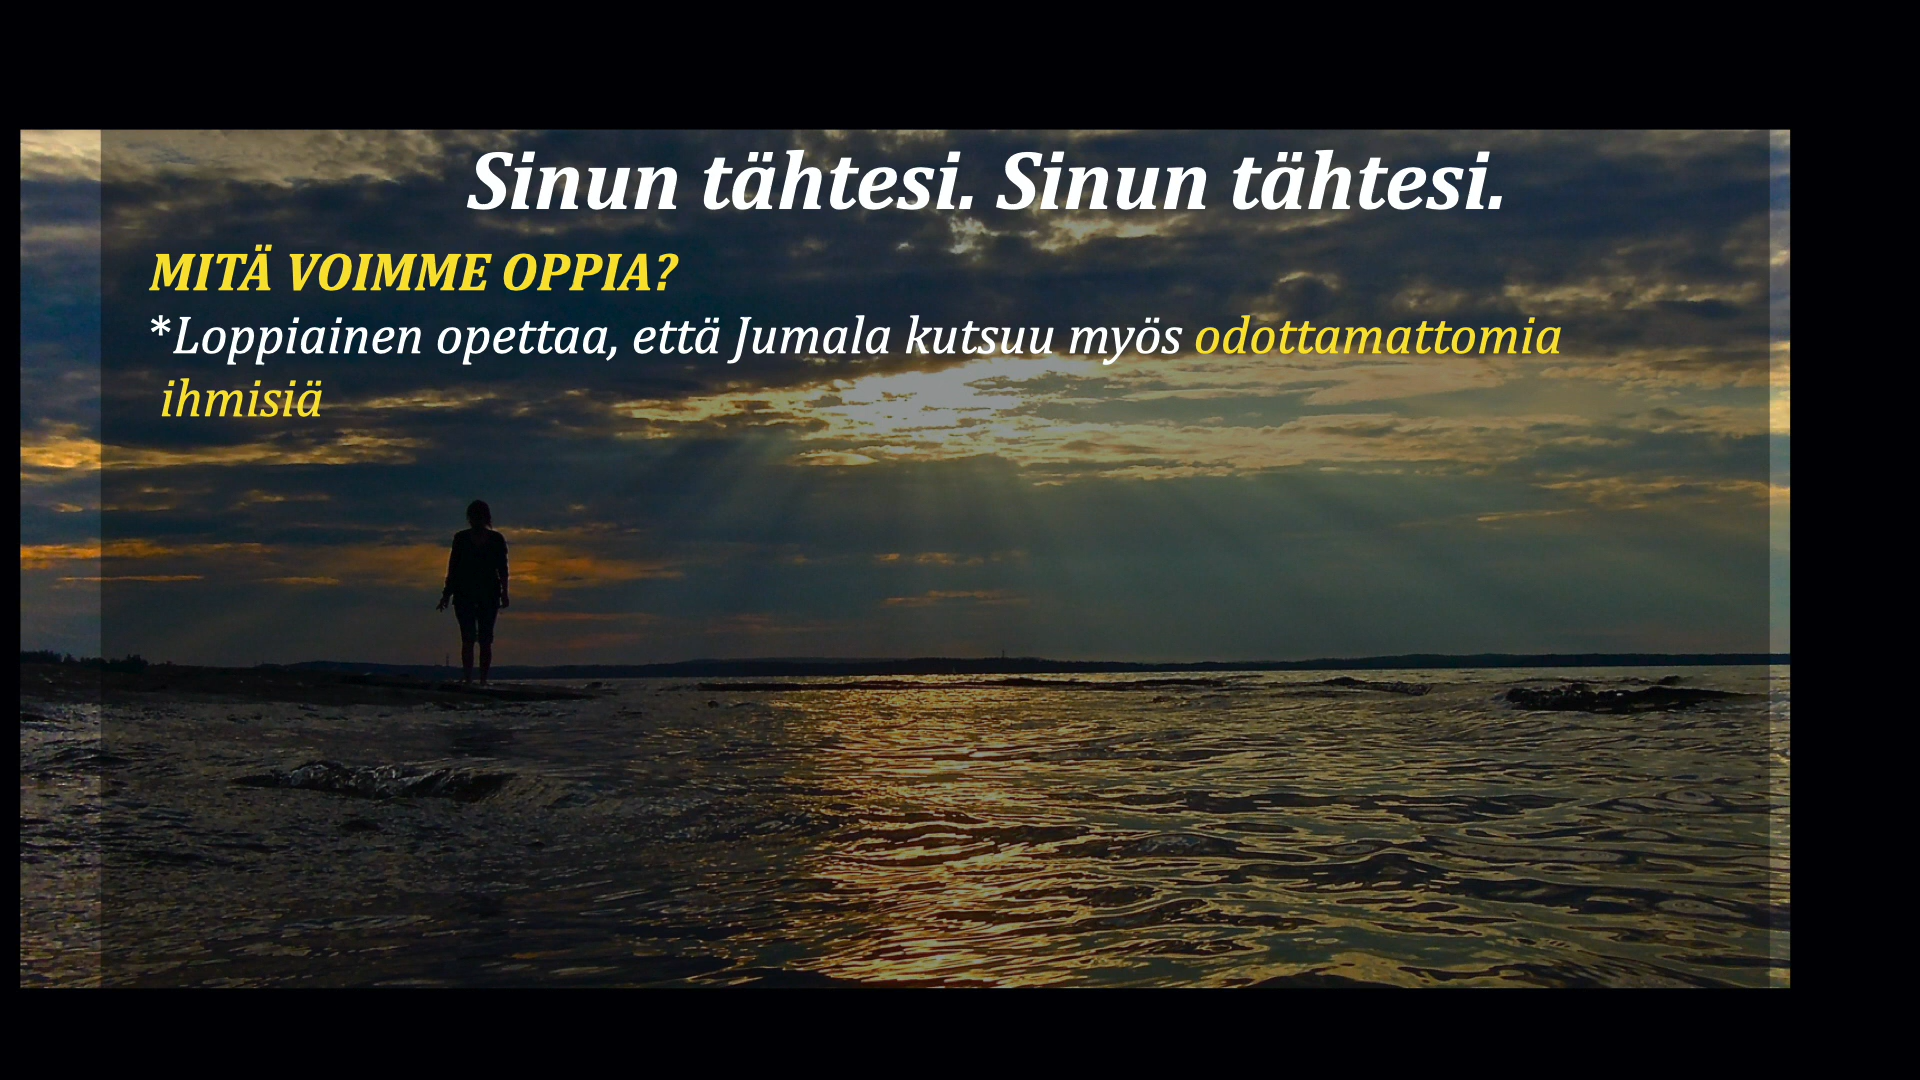 Sinun tähtesi. Sinun tähtesi.
MITÄ VOIMME OPPIA?
*Loppiainen opettaa, että Jumala kutsuu myös odottamattomia
ihmisiä